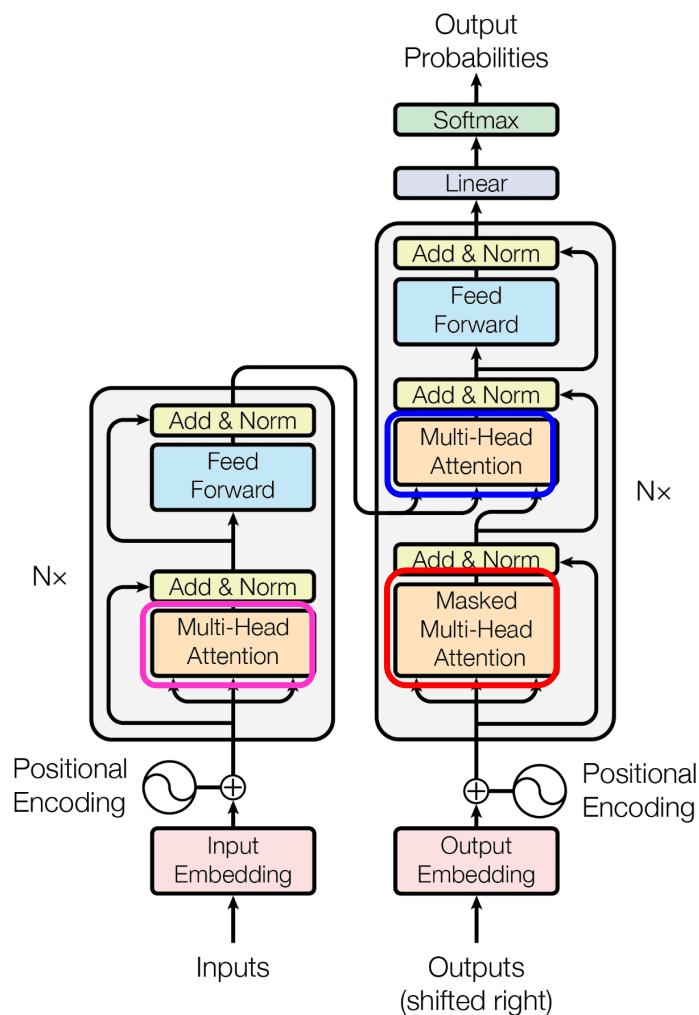 Output
Probabilities
Softmax
Linear
Add & Norm
Feed
Forward
Add & Norm
Multi-Head
Attention
Add & Norm
Masked
Multi-Head
Attention
N×
Add & Norm
Feed
Forward
Add & Norm
Multi-Head
Attention
N×
Positional
Encoding
Positional
Encoding
Input
Embedding
Output
Embedding
Inputs
Outputs
(shifted right)